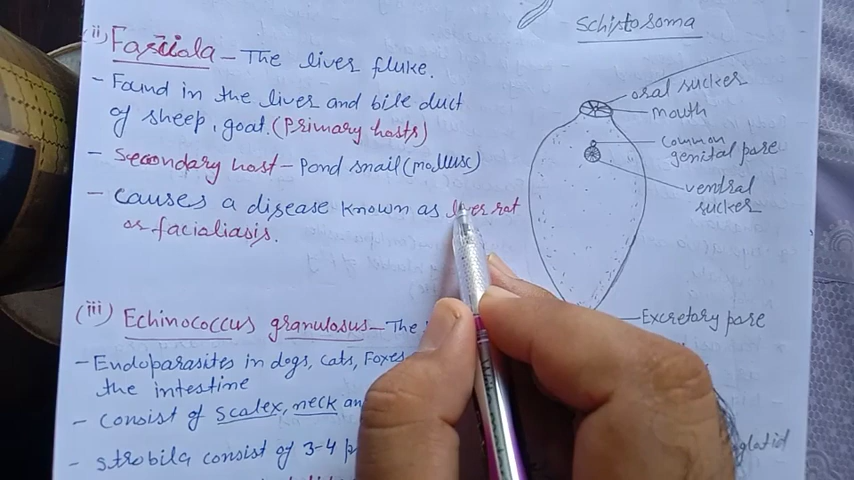 Schistosoma
(ii) Fasciola - The liver fluke.
- Found in the liver and bile duct
of sheep, goat. (Primary hosts)
- Secondary host - Pond snail (mollusc)
- Causes a disease known as liver rot
or facialiasis.
oral sucker
mouth
common
genital pore
ventral
sucker
Excretory pore
(iii) Echinococcus granulosus - The
- Endoparasites in dogs, cats, Foxes
the intestine
- Consist of Scalex, neck an
- Strobila consist of 3-4 p
glatid